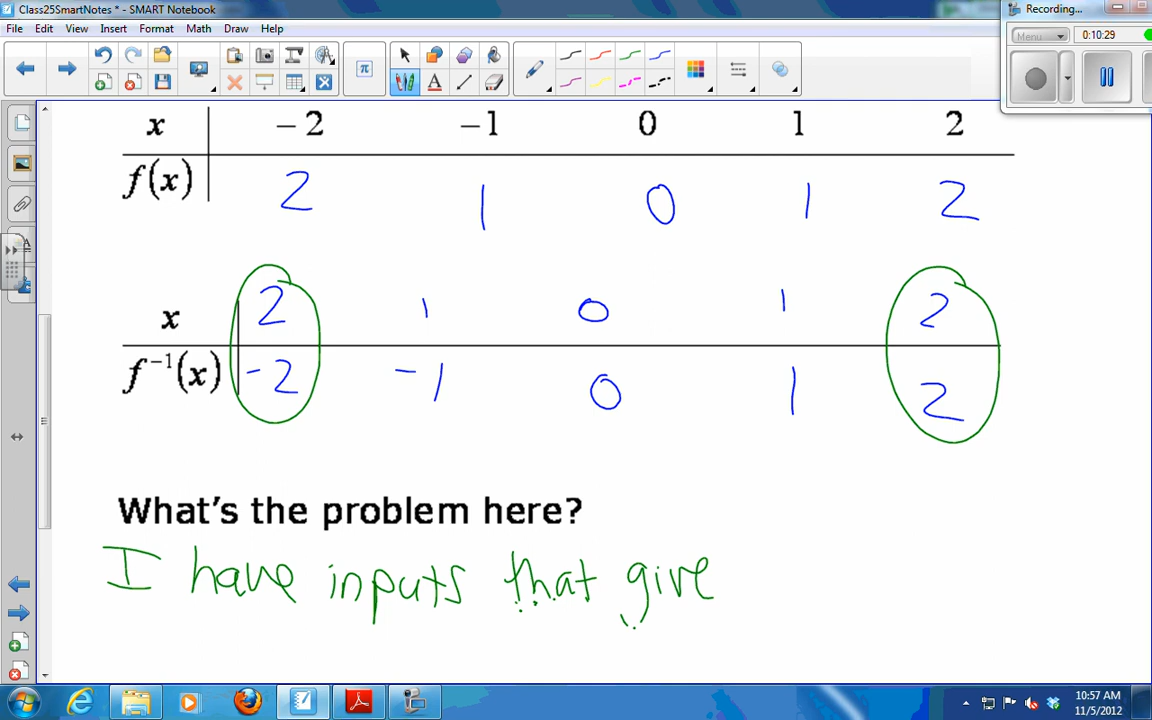 Class25SmartNotes * - SMART Notebook
Recording...
File Edit View Insert Format Math Draw Help
Menu
0:10:29
π
A
x -2 -1 0 1 2
f(x) 2 1 0 1 2
x 2 1 0 1 2
f⁻¹(x) -2 -1 0 1 2
What's the problem here?
I have inputs that give
10:57 AM
11/5/2012